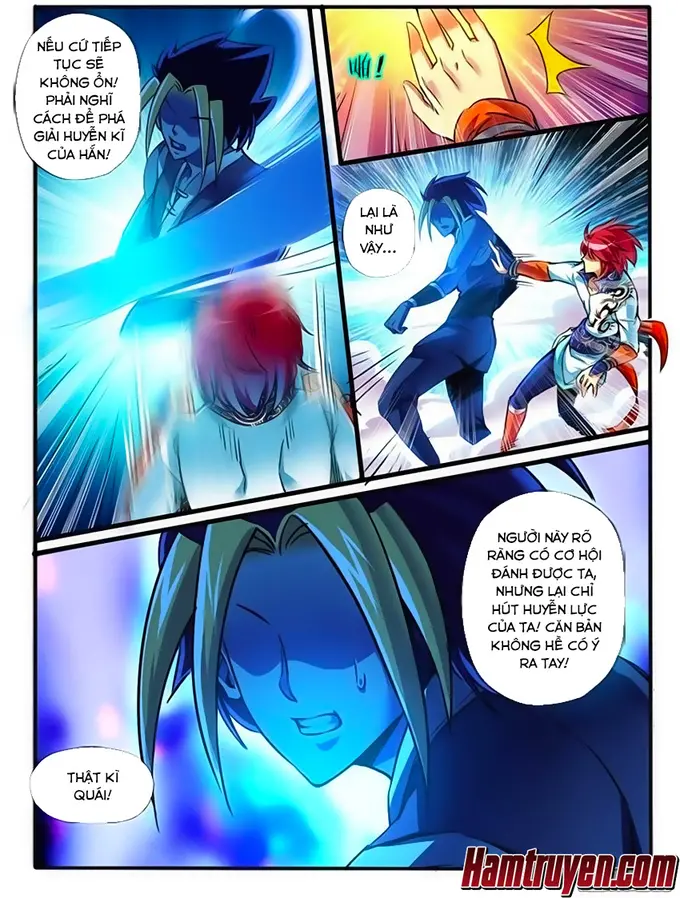 NẾU CỨ TIẾP
TỤC SẼ
KHÔNG ỔN!
PHẢI NGHĨ
CÁCH ĐỂ PHÁ
GIẢI HUYỄN KĨ
CỦA HẮN!
LẠI LÀ
NHƯ
VẬY...
NGƯỜI NÀY RÕ
RÀNG CÓ CƠ HỘI
ĐÁNH ĐƯỢC TA,
NHƯNG LẠI CHỈ
HÚT HUYỄN LỰC
CỦA TA! CĂN BẢN
KHÔNG HỀ CÓ Ý
RA TAY!
THẬT KÌ
QUÁI!
Hamtruyen.com